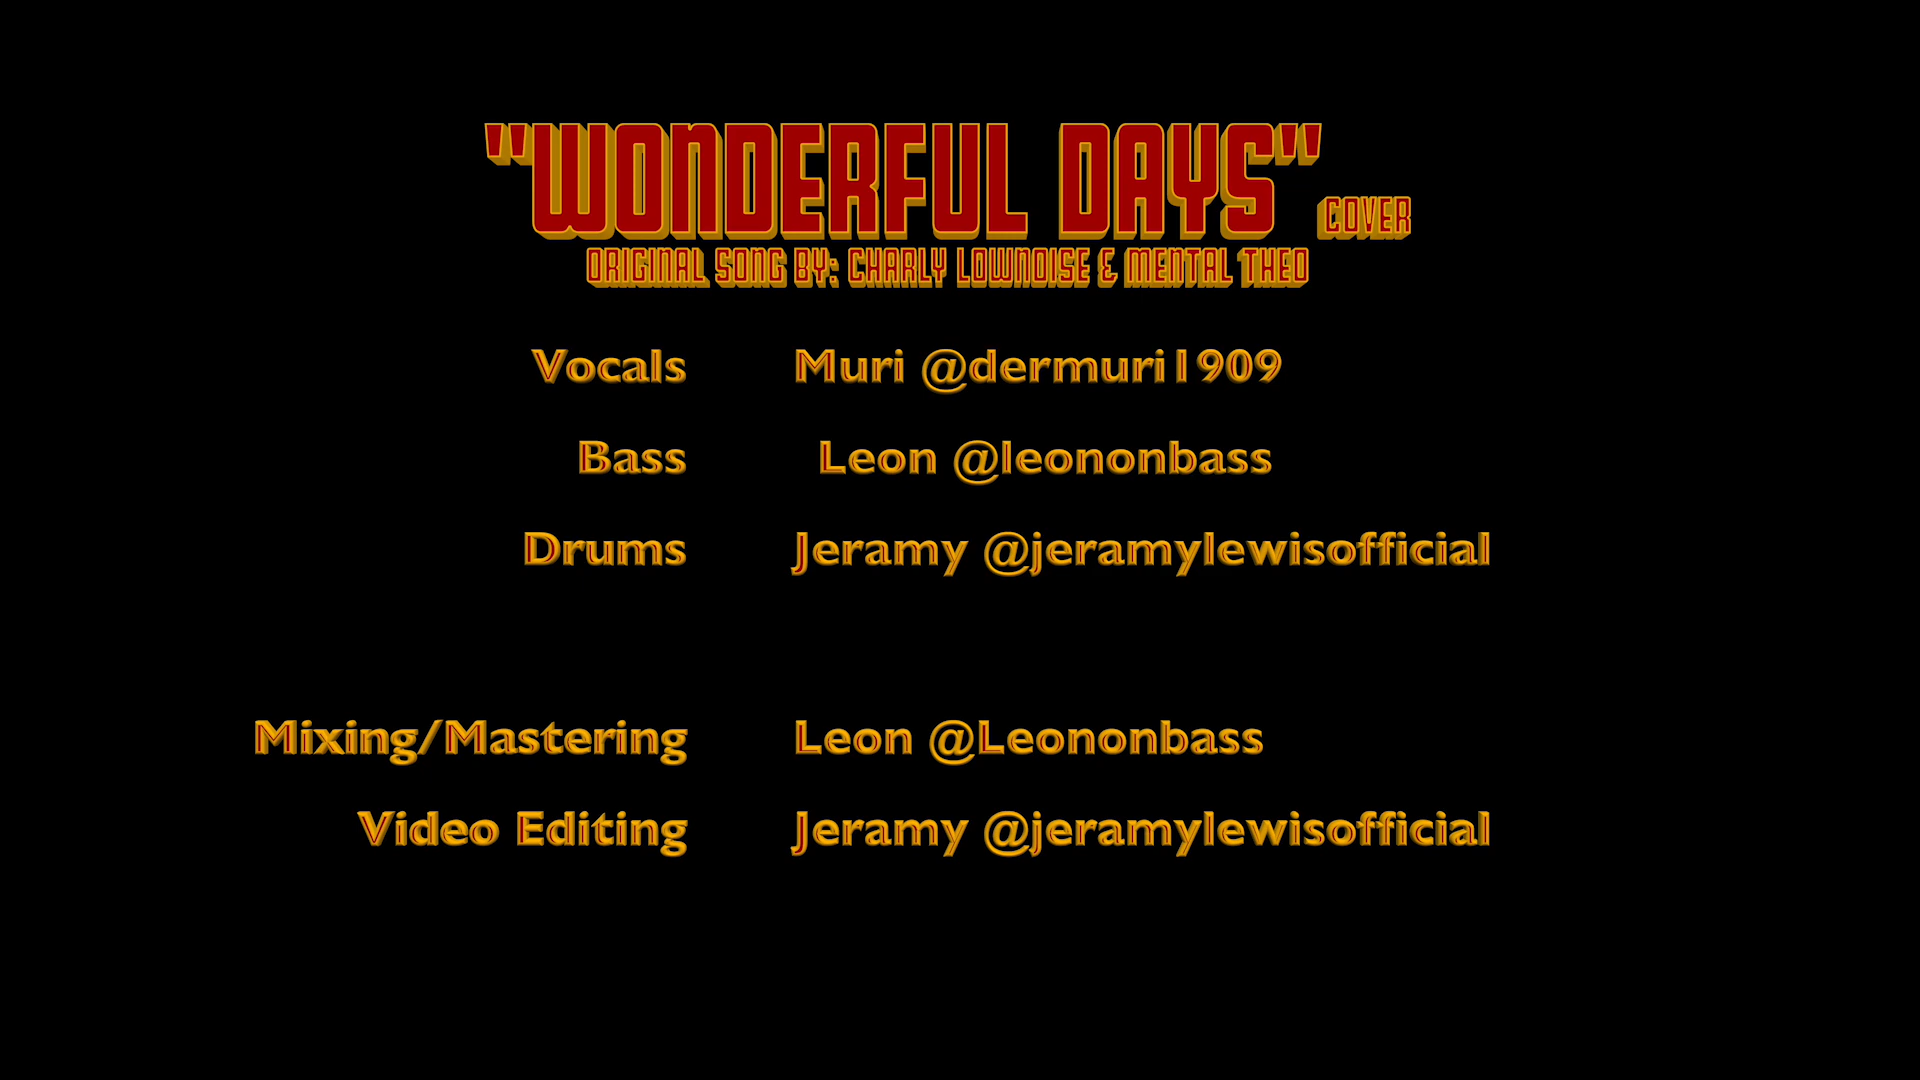 "WONDERFUL DAYS" COVER
ORIGINAL SONG BY: CHARLY LOWNOISE & MENTAL THEO
Vocals Muri @dermuri1909
Bass Leon @leononbass
Drums Jeramy @jeramylewisofficial
Mixing/Mastering Leon @Leononbass
Video Editing Jeramy @jeramylewisofficial